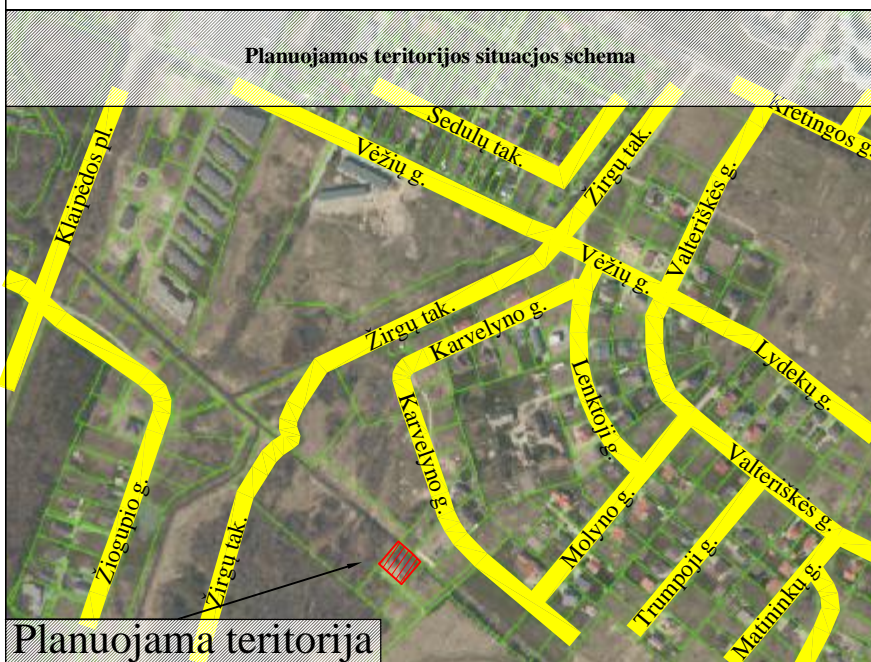 Planuojamos teritorijos situacjos schema
Klaipėdos pl.
Vėžių g.
Sedulų tak.
Žirgų tak.
Valteriškės g.
Kretingos g.
Vėžių g.
Žirgų tak.
Karvelyno g.
Lenktoji g.
Lydekų g.
Karvelyno g.
Valteriškės g.
Molyno g.
Trumpoji g.
Matininkų g.
Žiogupio g.
Žirgų tak.
Planuojama teritorija